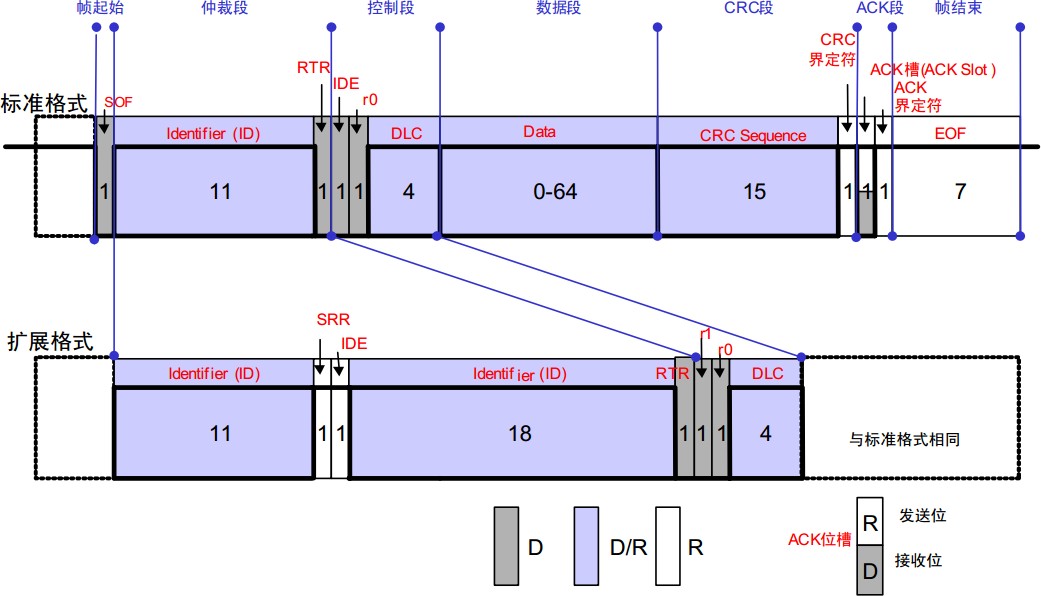 帧起始 仲裁段 控制段 数据段 CRC段 ACK段 帧结束
CRC
界定符
RTR IDE r0
ACK槽(ACK Slot)
ACK
界定符
标准格式
SOF
Identifier (ID) DLC Data CRC Sequence EOF
1 11 1 1 1 4 0-64 15 1 1 1 7
扩展格式
SRR
IDE
r1
r0
Identifier (ID) Identifier (ID) RTR DLC
11 1 1 18 1 1 1 4
与标准格式相同
D D/R R
ACK位槽
R 发送位
D 接收位